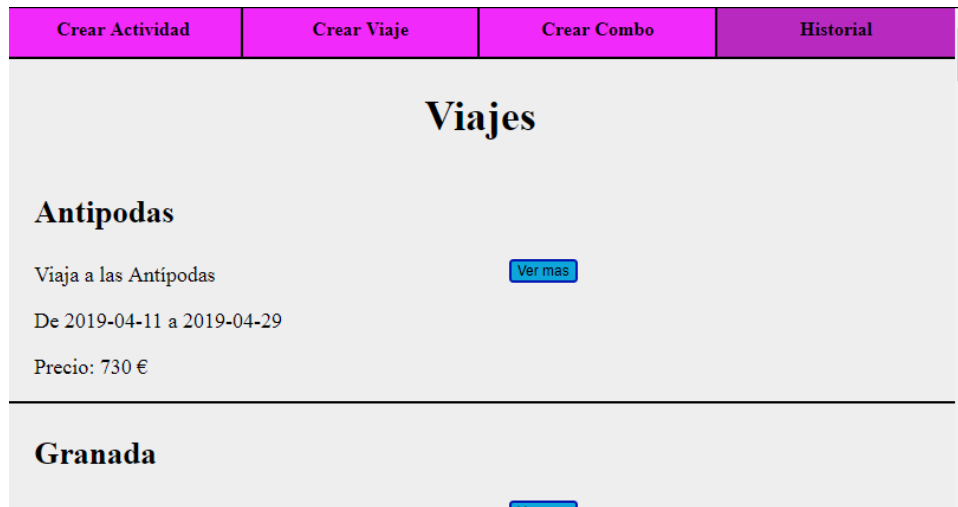 Crear Actividad Crear Viaje Crear Combo Historial
Viajes
Antipodas
Viaja a las Antípodas Ver mas
De 2019-04-11 a 2019-04-29
Precio: 730 €
Granada